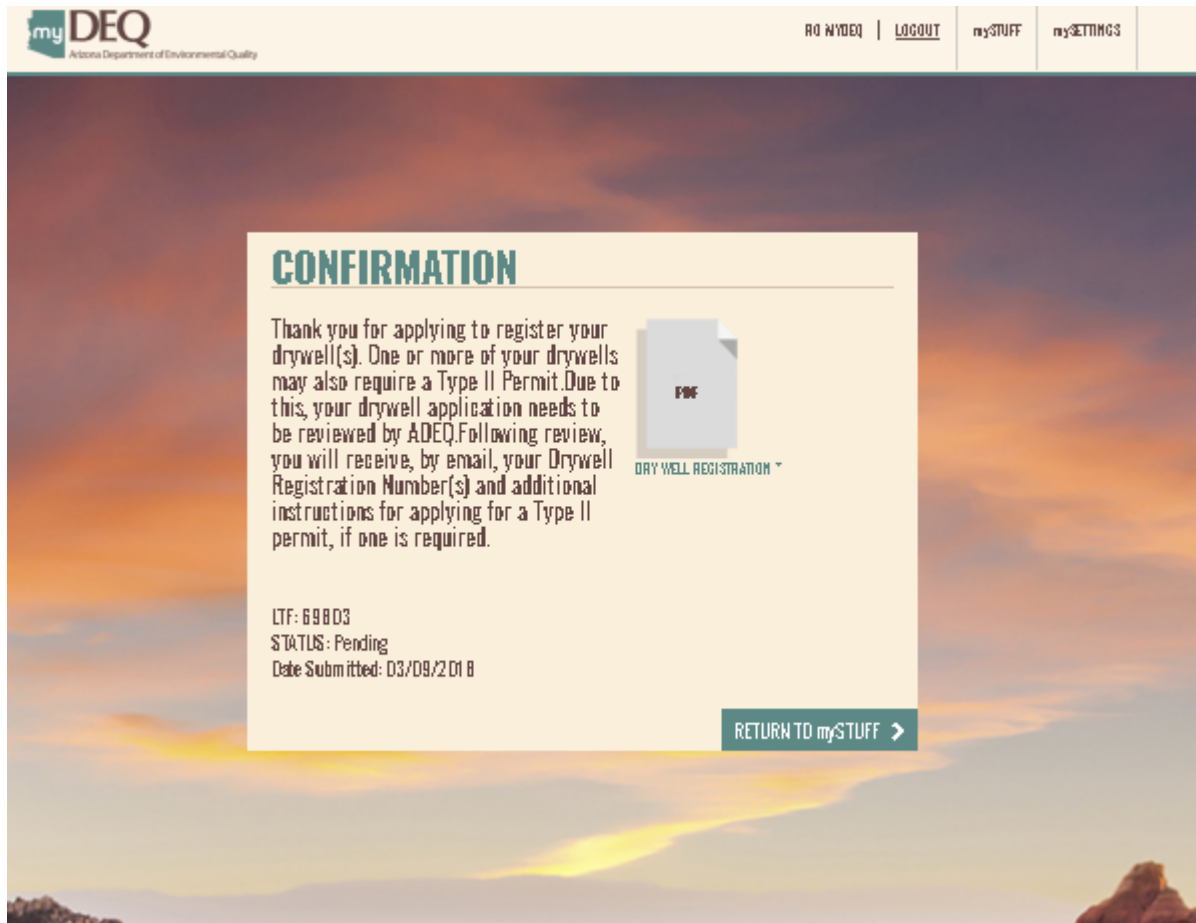 my DEQ
Arizona Department of Environmental Quality
RO MYDEQ | LOGOUT
mySTUFF
mySETTINGS
CONFIRMATION
Thank you for applying to register your
drywell(s). One or more of your drywells
may also require a Type II Permit.Due to
this, your drywell application needs to
be reviewed by ADEQ.Following review,
you will receive, by email, your Drywell
Registration Number(s) and additional
instructions for applying for a Type II
permit, if one is required.
PDF
DRY WELL REGISTRATION
LTF: 69803
STATUS: Pending
Date Submitted: 03/09/2018
RETURN TO mySTUFF